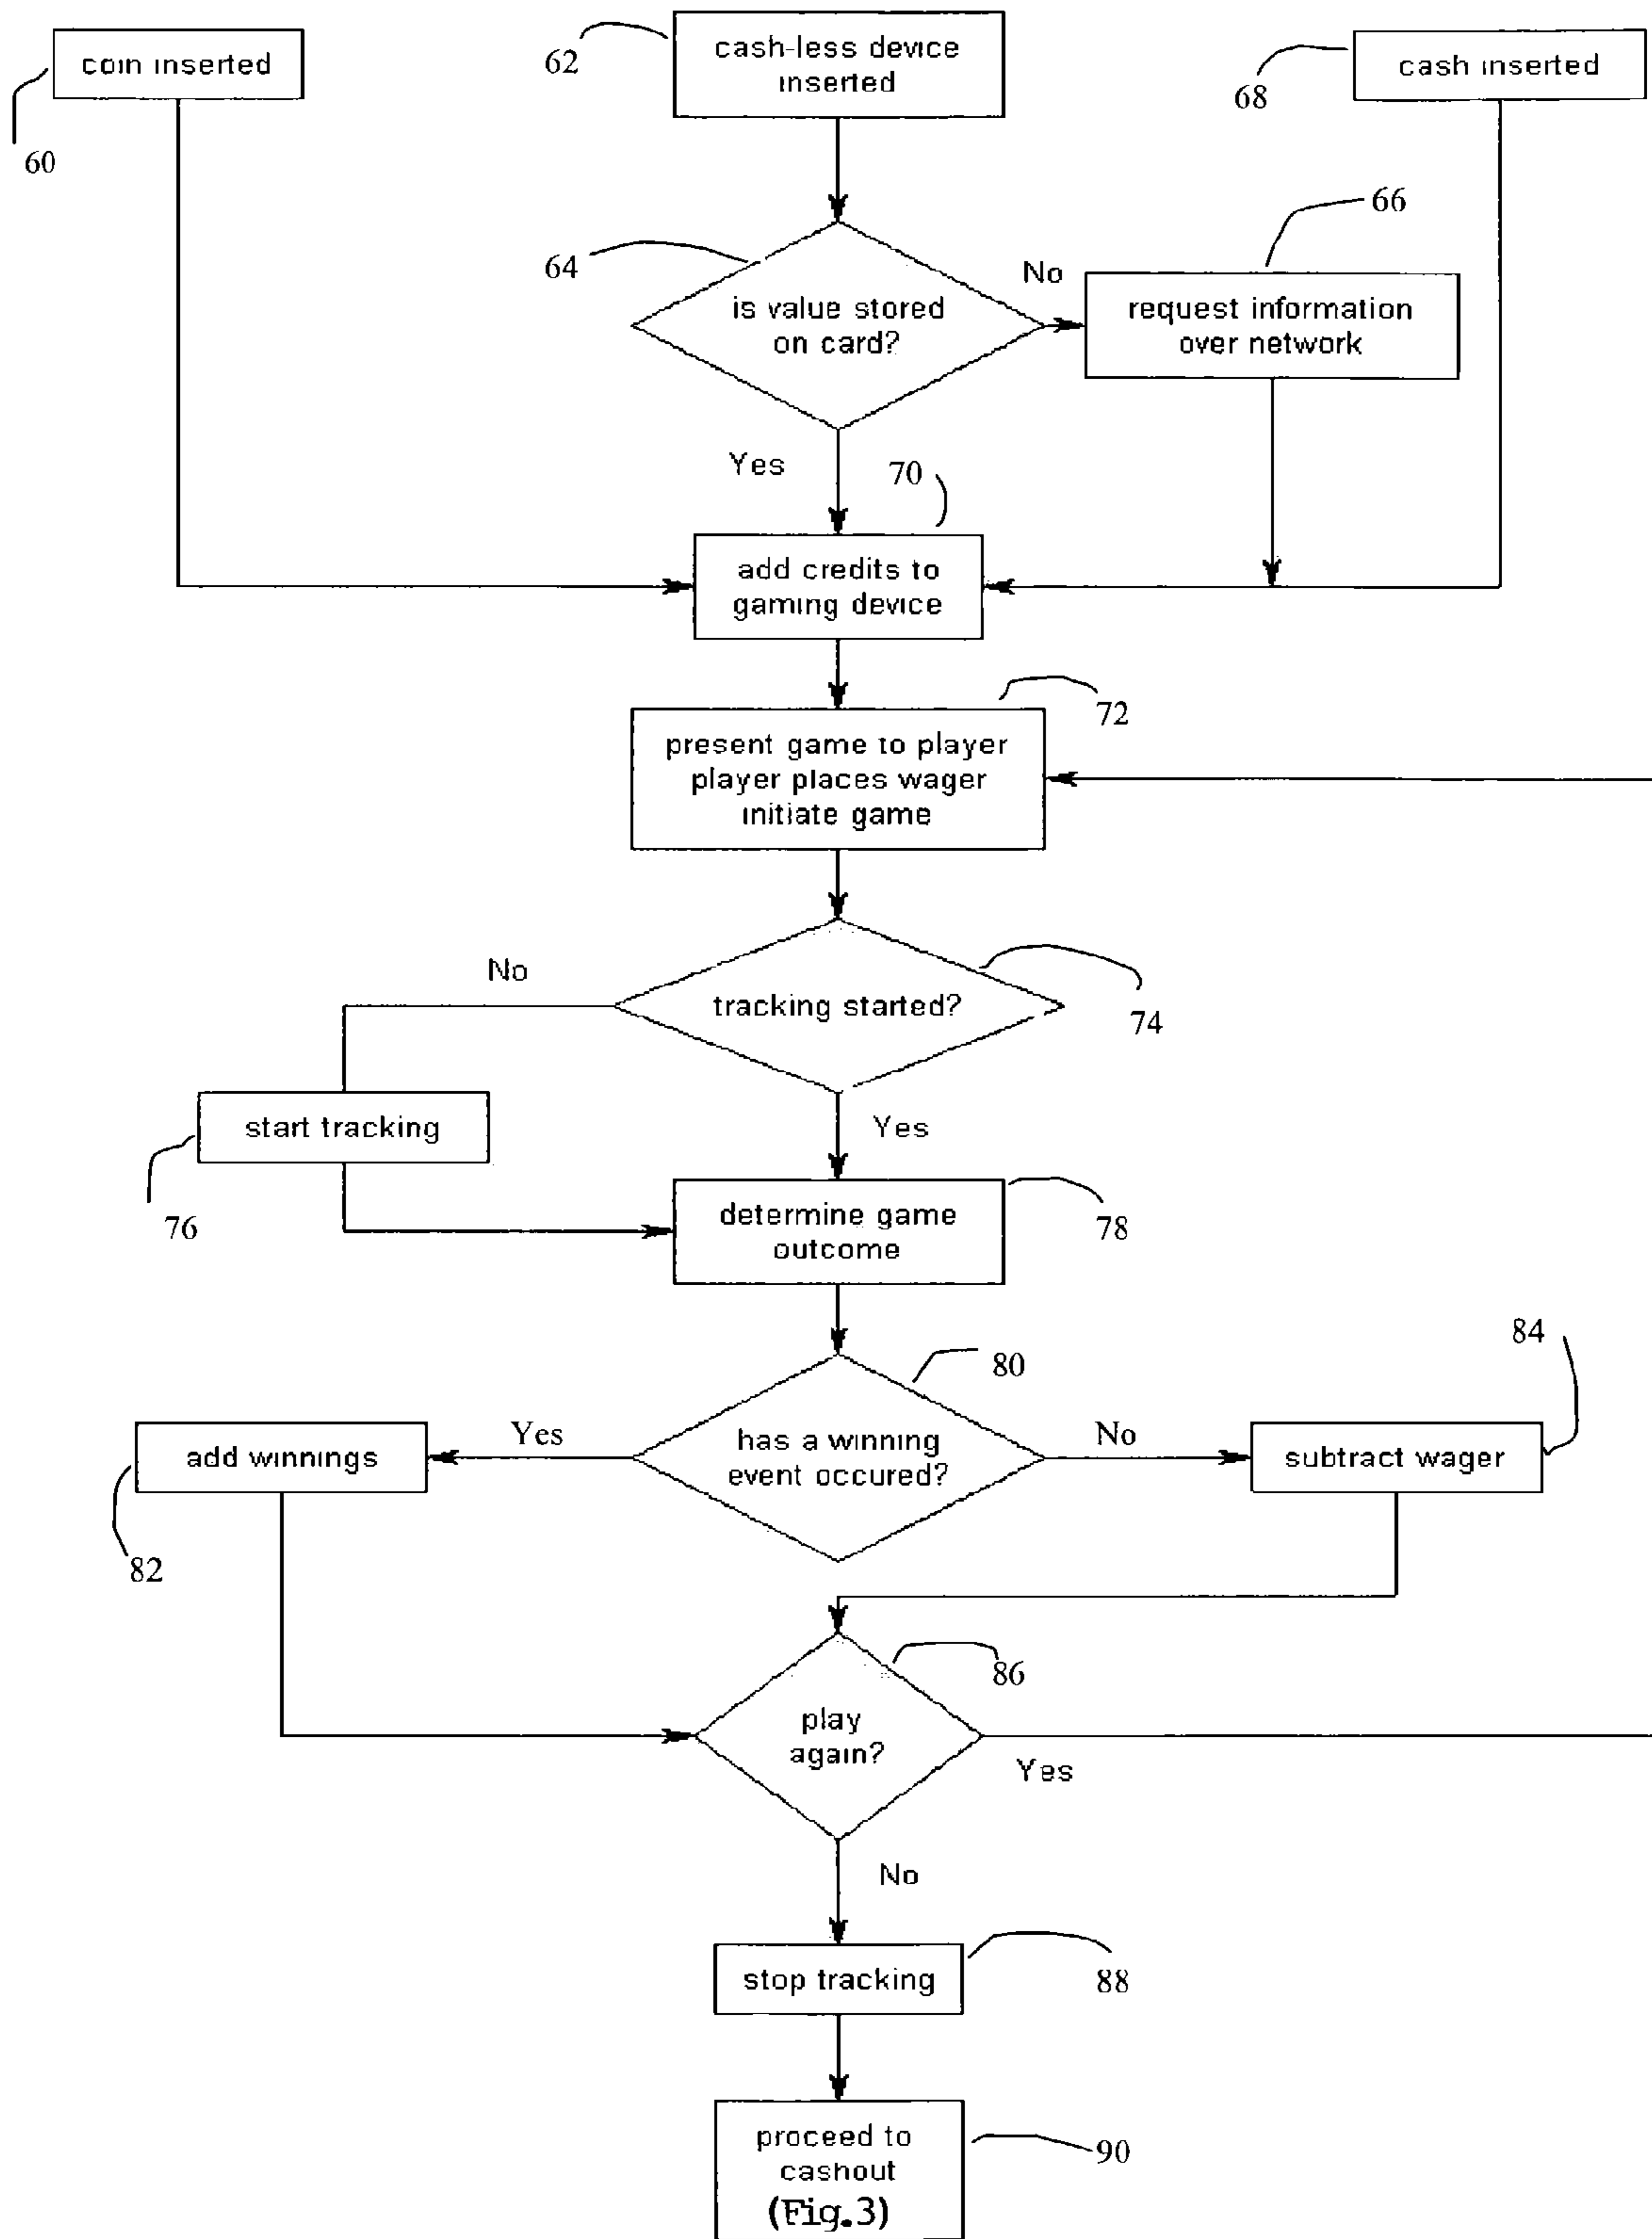 coin inserted
60
62
cash-less device
inserted
68
cash inserted
66
64
is value stored
on card?
No
request information
over network
Yes
70
add credits to
gaming device
72
present game to player
player places wager
initiate game
No
tracking started?
74
start tracking
76
Yes
determine game
outcome
78
80
84
add winnings
82
Yes
has a winning
event occured?
No
subtract wager
86
play
again?
Yes
No
stop tracking
88
proceed to
cashout
(Fig.3)
90